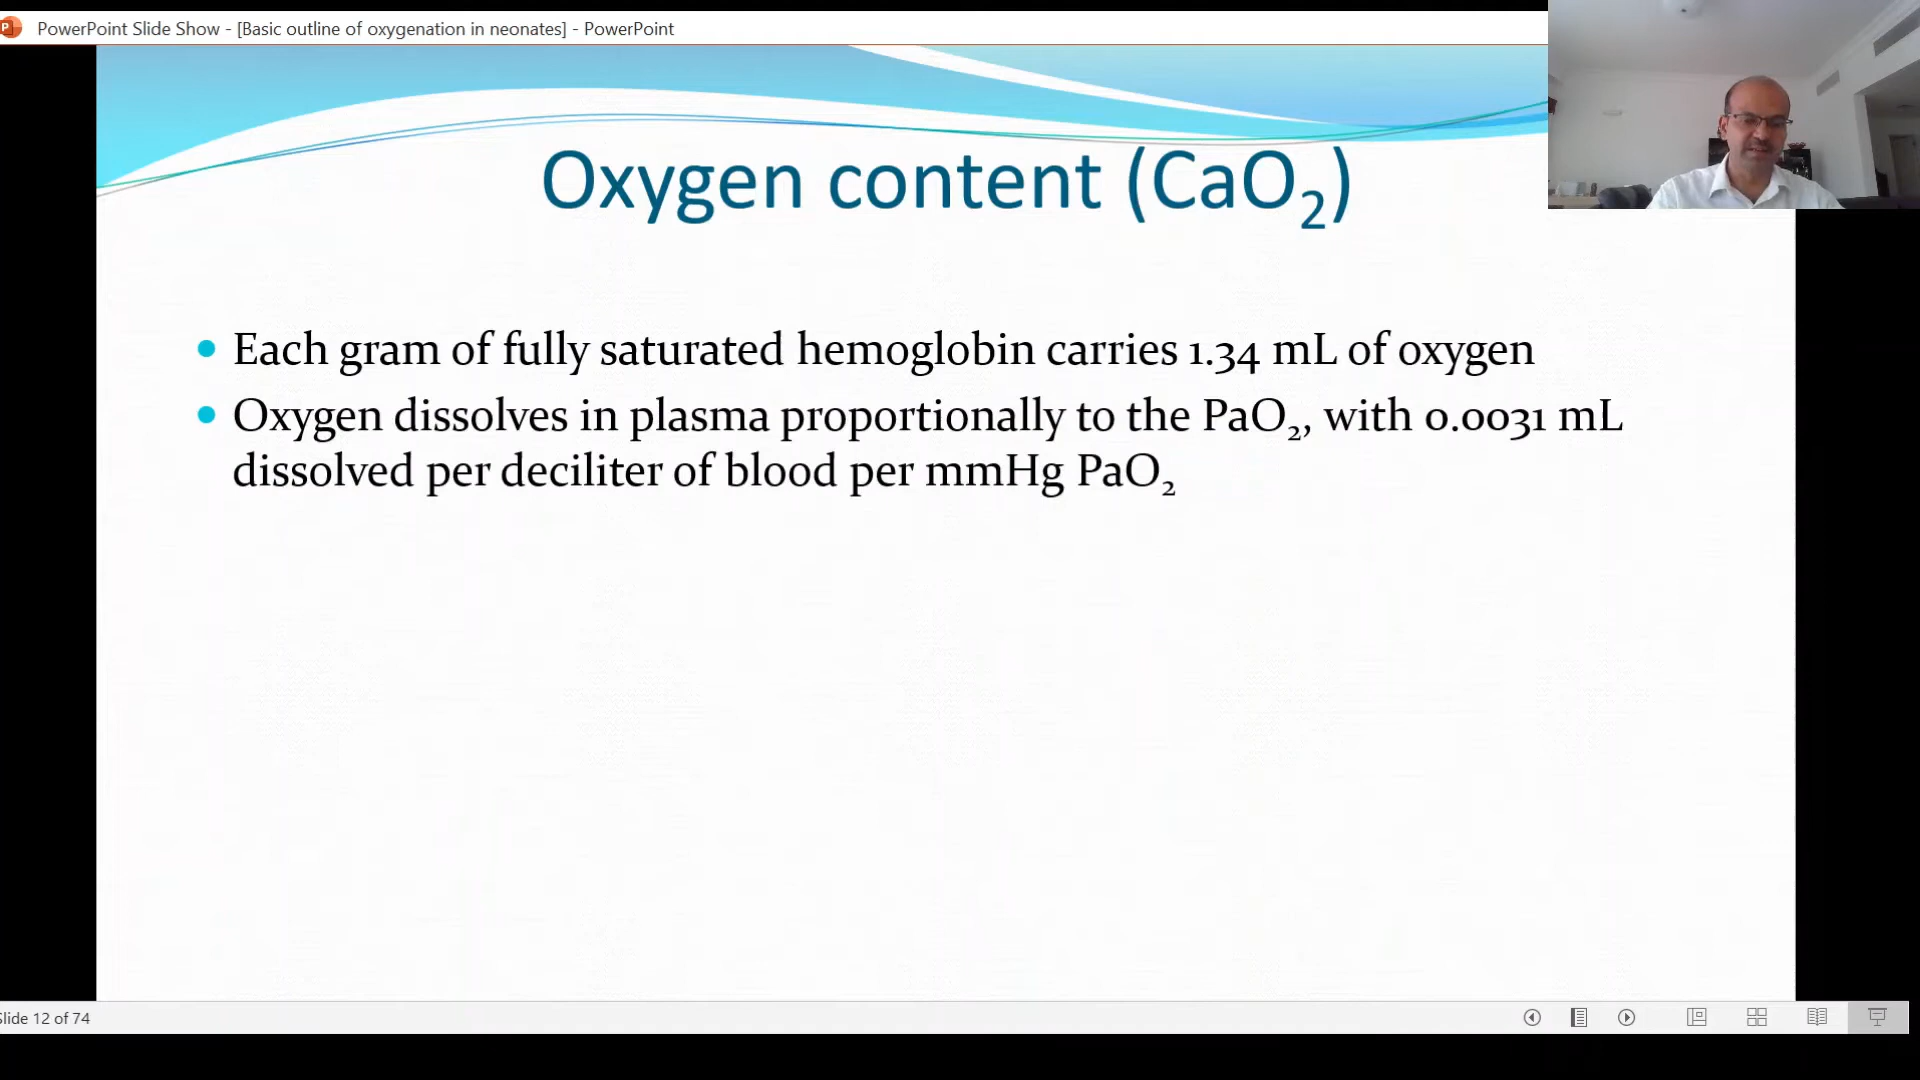 PowerPoint Slide Show - [Basic outline of oxygenation in neonates] - PowerPoint
Oxygen content (CaO₂)
• Each gram of fully saturated hemoglobin carries 1.34 mL of oxygen
• Oxygen dissolves in plasma proportionally to the PaO₂, with 0.0031 mL
dissolved per deciliter of blood per mmHg PaO₂
Slide 12 of 74